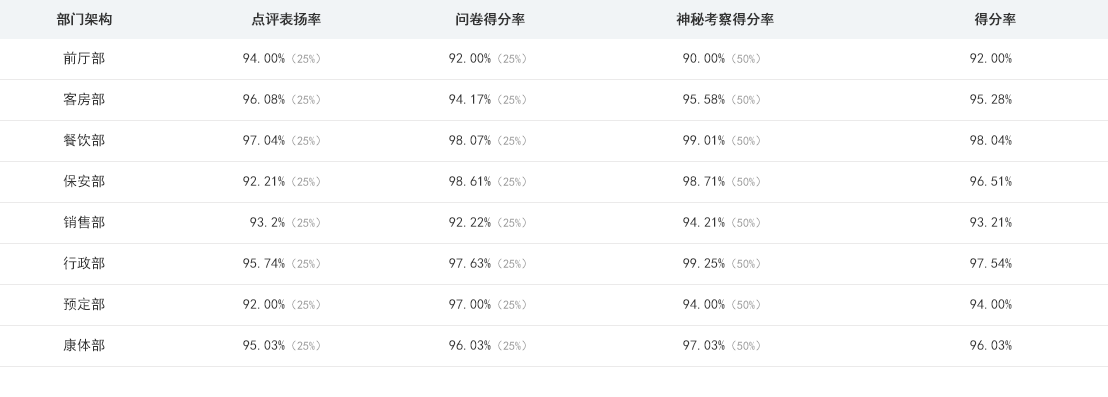 部门架构 点评表扬率 问卷得分率 神秘考察得分率 得分率
前厅部 94.00%（25%） 92.00%（25%） 90.00%（50%） 92.00%
客房部 96.08%（25%） 94.17%（25%） 95.58%（50%） 95.28%
餐饮部 97.04%（25%） 98.07%（25%） 99.01%（50%） 98.04%
保安部 92.21%（25%） 98.61%（25%） 98.71%（50%） 96.51%
销售部 93.2%（25%） 92.22%（25%） 94.21%（50%） 93.21%
行政部 95.74%（25%） 97.63%（25%） 99.25%（50%） 97.54%
预定部 92.00%（25%） 97.00%（25%） 94.00%（50%） 94.00%
康体部 95.03%（25%） 96.03%（25%） 97.03%（50%） 96.03%